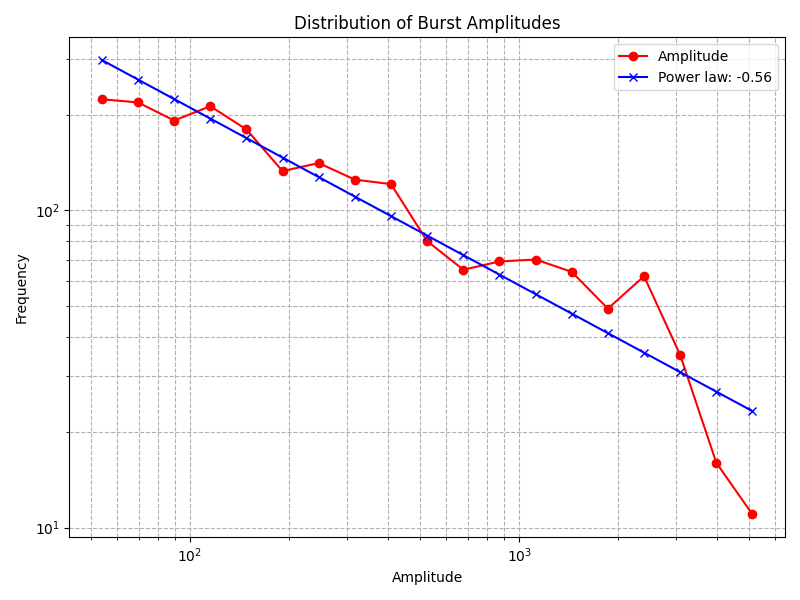 Distribution of Burst Amplitudes
Amplitude
Power law: -0.56
Frequency
10²
10¹
10²
10³
Amplitude